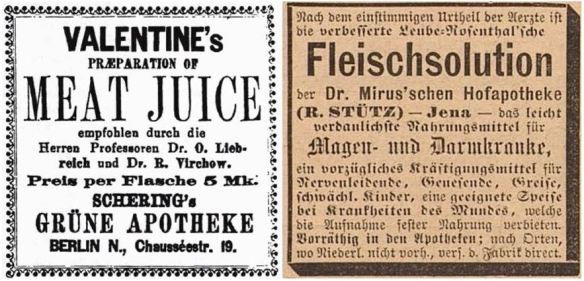 VALENTINE's
PRÆPARATION OF
MEAT JUICE
empfohlen durch die
Herren Professoren Dr. O. Lieb-
reich und Dr. R. Virchow.
Preis per Flasche 5 Mk.
SCHERING's
GRÜNE APOTHEKE
BERLIN N., Chausséestr. 19.
Nach dem einstimmigen Urtheil der Aerzte ist
die verbesserte Leube-Rosenthal'sche
Fleischsolution
der Dr. Mirus'schen Hofapotheke
(R. STÜTZ) — Jena — das leicht
verdaulichste Nahrungsmittel für
Magen- und Darmkranke,
ein vorzügliches Kräftigungsmittel für
Nervenleidende, Genesende, Greise,
schwächl. Kinder, eine geeignete Speise
bei Krankheiten des Mundes, welche
die Aufnahme fester Nahrung verbieten.
Vorräthig in den Apotheken; nach Orten,
wo Niederl. nicht vorh., vers. d. Fabrik direct.